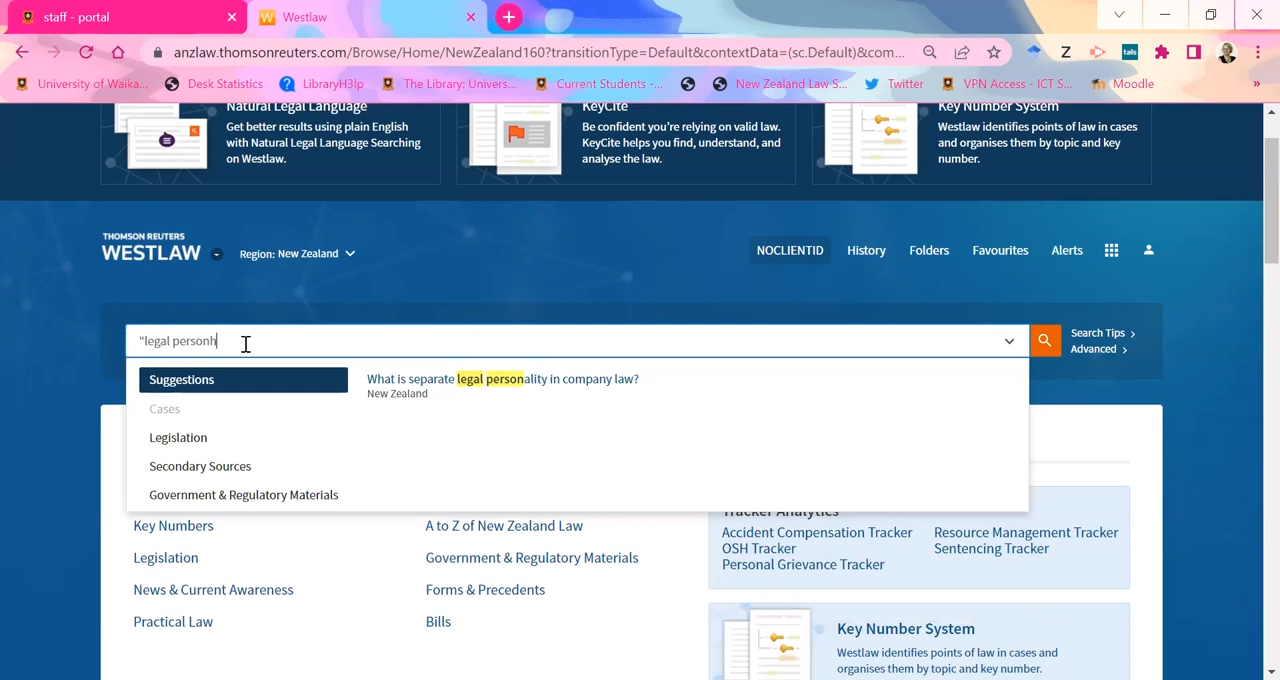 staff - portal
Westlaw
anzlaw.thomsonreuters.com/Browse/Home/NewZealand160?transitionType=Default&contextData=(sc.Default)&com...
University of Waika...
Desk Statistics
LibraryH3lp
The Library: Univers...
Current Students -...
New Zealand Law S...
Twitter
VPN Access - ICT S...
Moodle
»
Natural Legal Language
Get better results using plain English
with Natural Legal Language Searching
on Westlaw.
KeyCite
Be confident you're relying on valid law.
KeyCite helps you find, understand, and
analyse the law.
Key Number System
Westlaw identifies points of law in cases
and organises them by topic and key
number.
THOMSON REUTERS
WESTLAW
Region: New Zealand
NOCLIENTID
History
Folders
Favourites
Alerts
"legal personh
Search Tips
Advanced
Suggestions
Cases
Legislation
Secondary Sources
Government & Regulatory Materials
What is separate legal personality in company law?
New Zealand
Key Numbers
Legislation
News & Current Awareness
Practical Law
A to Z of New Zealand Law
Government & Regulatory Materials
Forms & Precedents
Bills
Tracker Analytics
Accident Compensation Tracker
OSH Tracker
Personal Grievance Tracker
Resource Management Tracker
Sentencing Tracker
Key Number System
Westlaw identifies points of law in cases and
organises them by topic and key number.